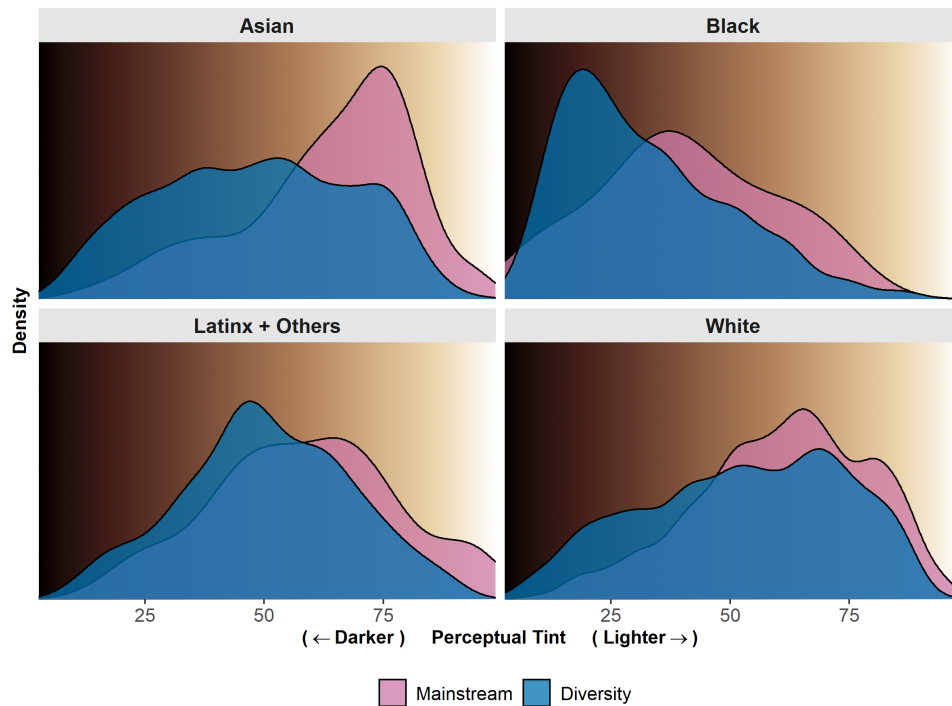 Asian
Black
Density
Latinx + Others
White
25 50 75
25 50 75
( ← Darker ) Perceptual Tint ( Lighter → )
Mainstream Diversity